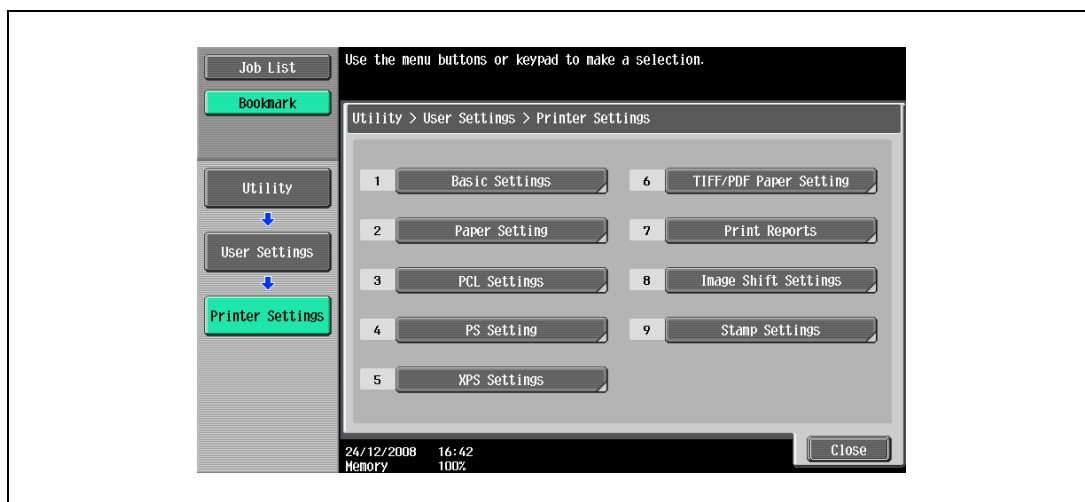 Job List
Bookmark
Utility
User Settings
Printer Settings
Use the menu buttons or keypad to make a selection.
Utility > User Settings > Printer Settings
1 Basic Settings
2 Paper Setting
3 PCL Settings
4 PS Setting
5 XPS Settings
6 TIFF/PDF Paper Setting
7 Print Reports
8 Image Shift Settings
9 Stamp Settings
24/12/2008 16:42
Memory 100%
Close